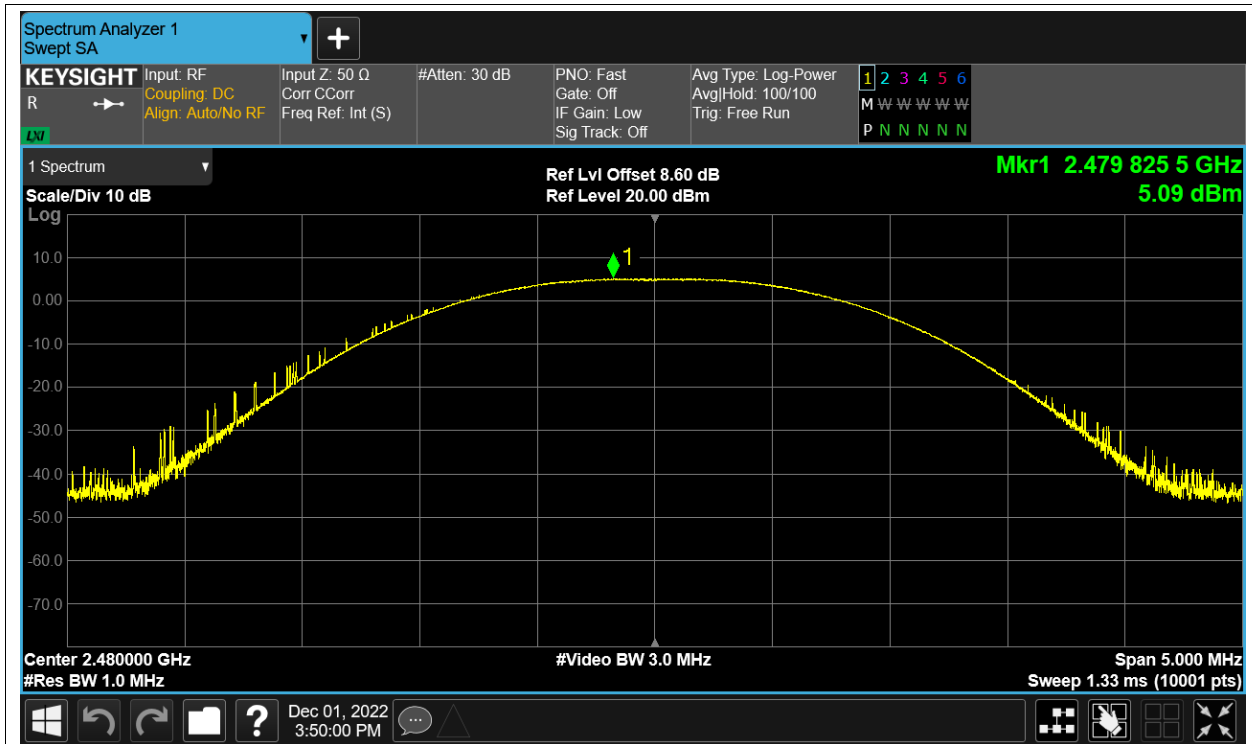 Spectrum Analyzer 1
Swept SA
KEYSIGHT
R
LXI
Input: RF
Coupling: DC
Align: Auto/No RF
Input Z: 50 Ω
Corr CCorr
Freq Ref: Int (S)
#Atten: 30 dB
PNO: Fast
Gate: Off
IF Gain: Low
Sig Track: Off
Avg Type: Log-Power
Avg|Hold: 100/100
Trig: Free Run
1 2 3 4 5 6
M W W W W W
P N N N N N
1 Spectrum
Scale/Div 10 dB
Log
Ref Lvl Offset 8.60 dB
Ref Level 20.00 dBm
Mkr1 2.479 825 5 GHz
5.09 dBm
1
10.0
0.00
-10.0
-20.0
-30.0
-40.0
-50.0
-60.0
-70.0
Center 2.480000 GHz
#Res BW 1.0 MHz
#Video BW 3.0 MHz
Span 5.000 MHz
Sweep 1.33 ms (10001 pts)
?
Dec 01, 2022
3:50:00 PM